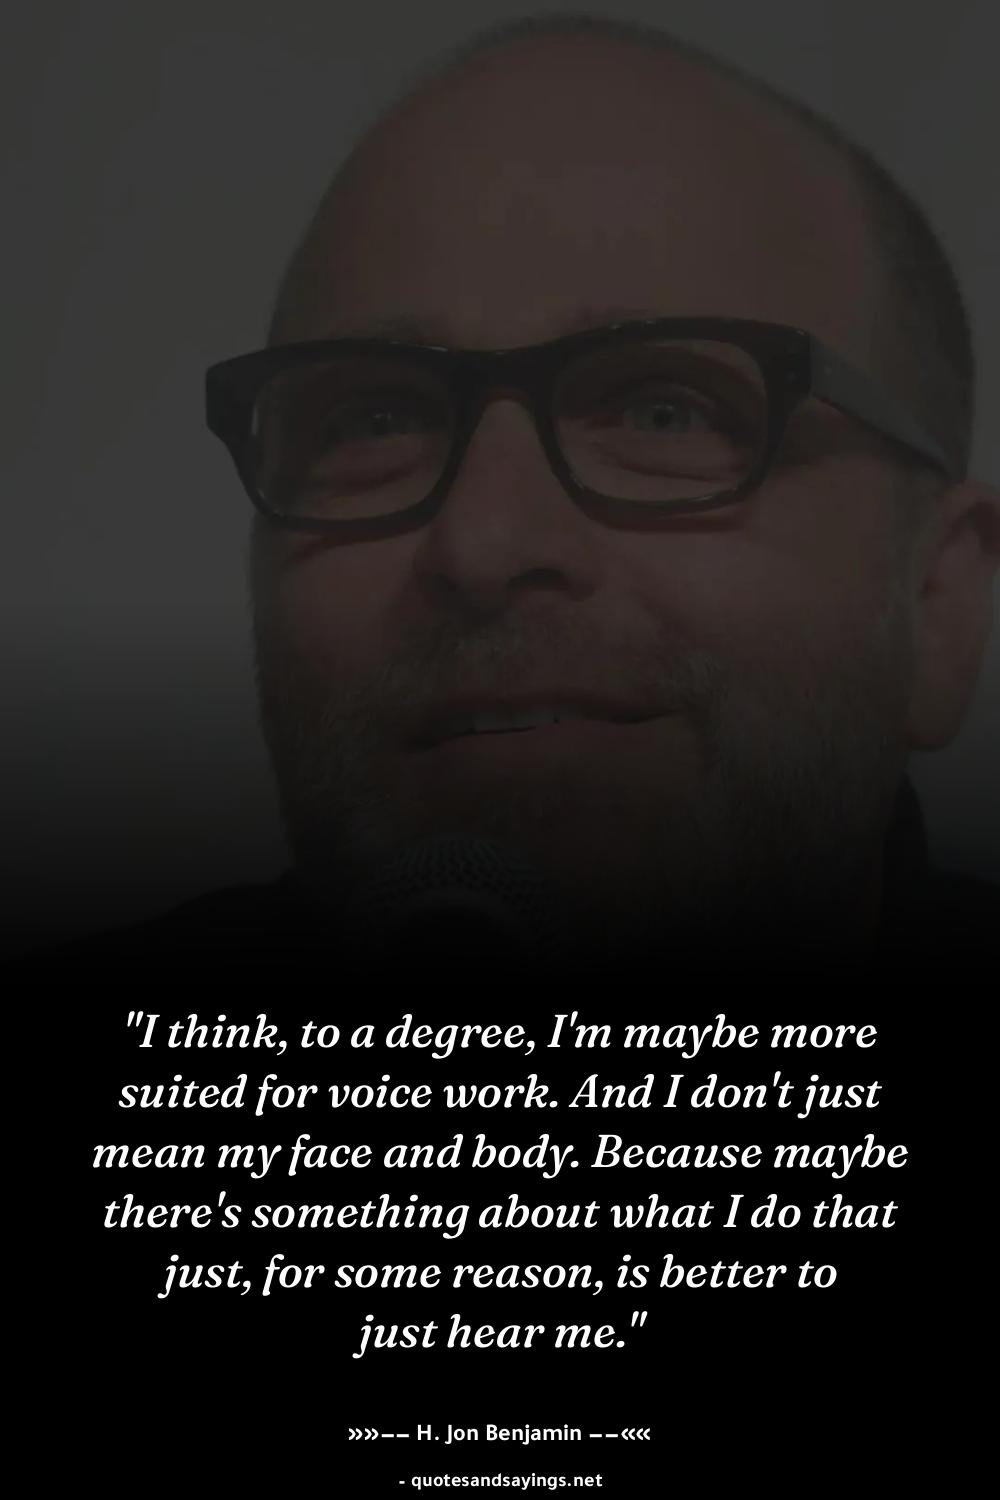 "I think, to a degree, I'm maybe more
suited for voice work. And I don't just
mean my face and body. Because maybe
there's something about what I do that
just, for some reason, is better to
just hear me."
»»–– H. Jon Benjamin ––««
- quotesandsayings.net